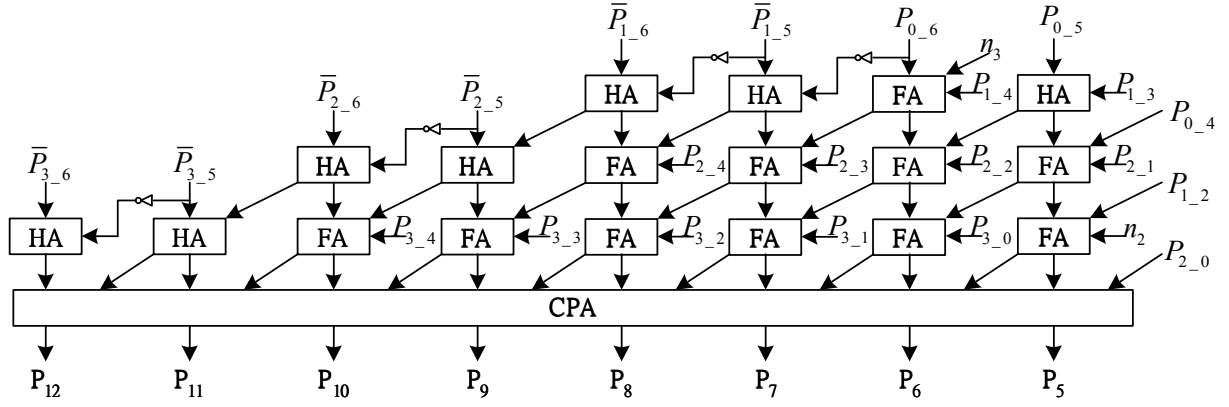 P̅1_6 P̅1_5 P0_6 P0_5
n3
P̅2_6 P̅2_5 HA HA FA P1_4 HA P1_3
P0_4
P̅3_6 P̅3_5 HA HA FA P2_4 FA P2_3 FA P2_2 FA P2_1
P1_2
HA HA FA P3_4 FA P3_3 FA P3_2 FA P3_1 FA P3_0 FA n2
P2_0
CPA
P12 P11 P10 P9 P8 P7 P6 P5